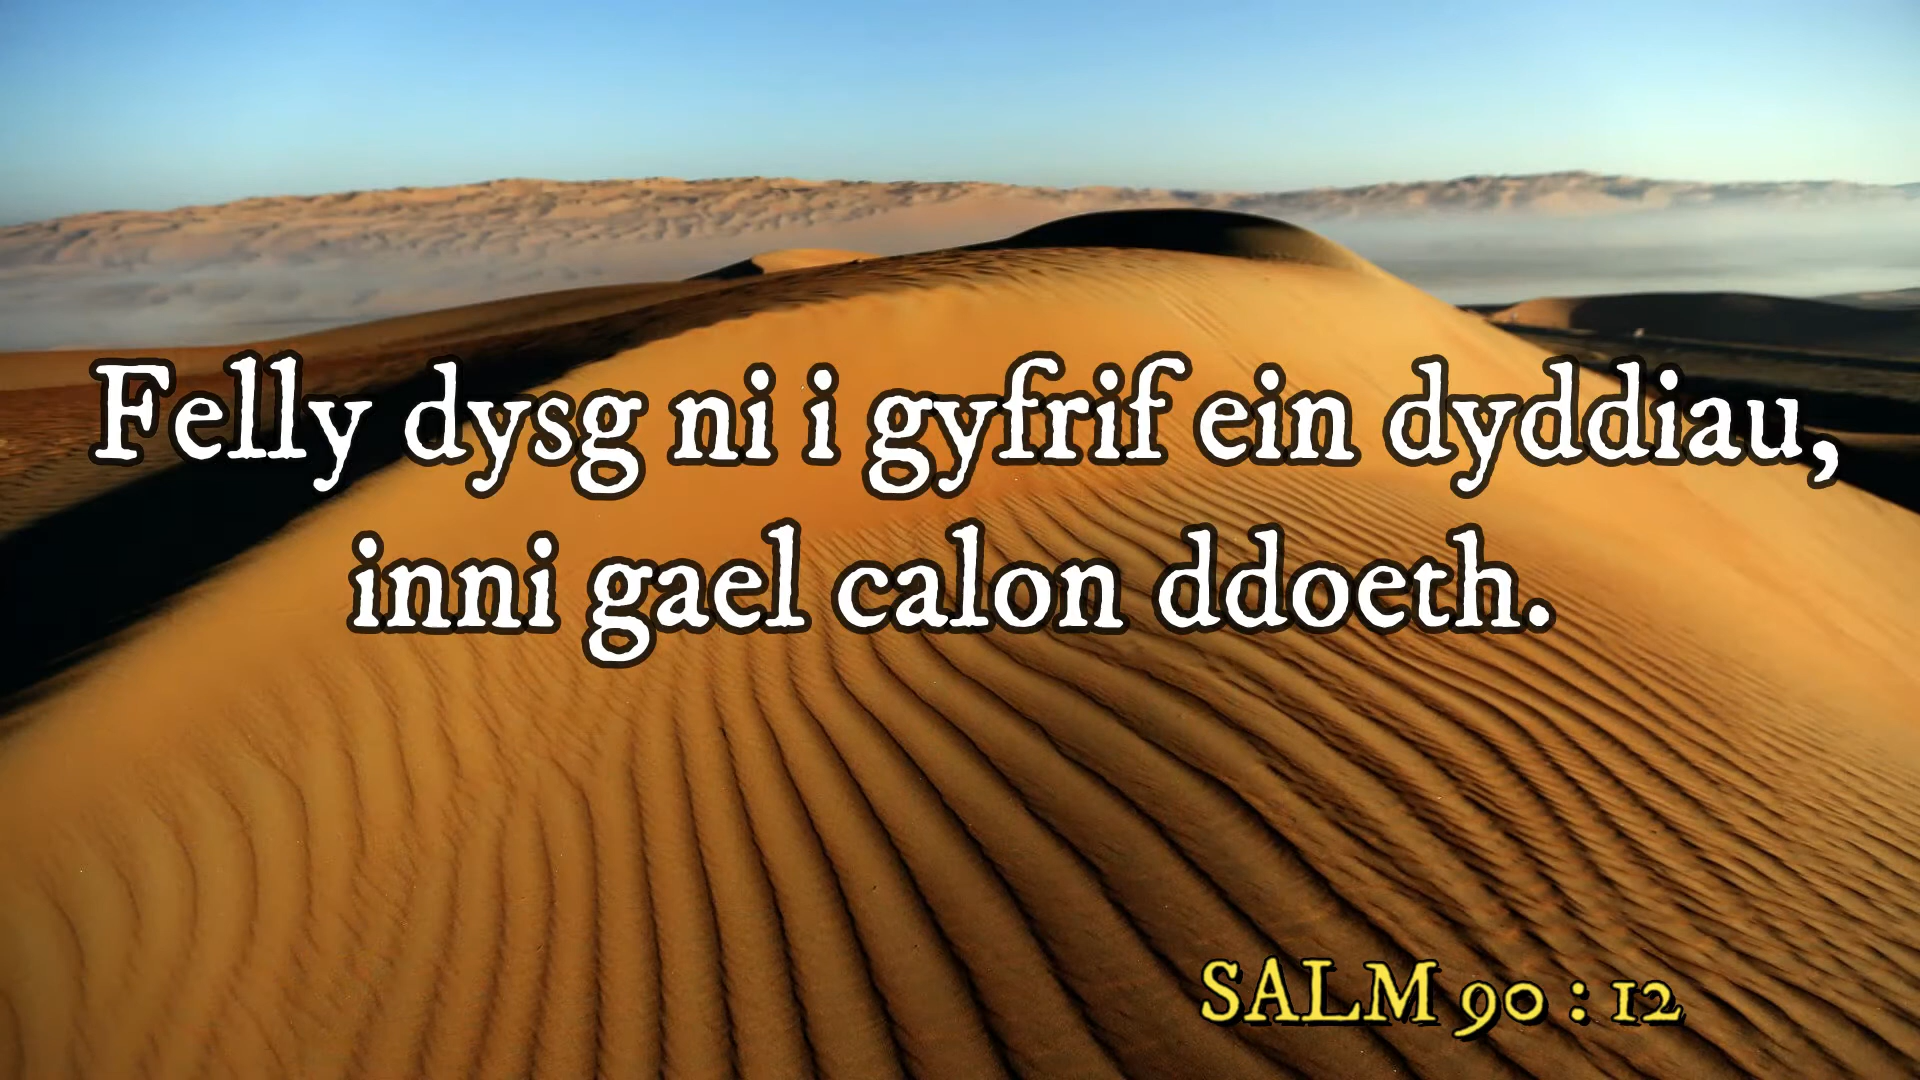 Felly dysg ni i gyfrif ein dyddiau,
inni gael calon ddoeth.
SALM 90 : 12